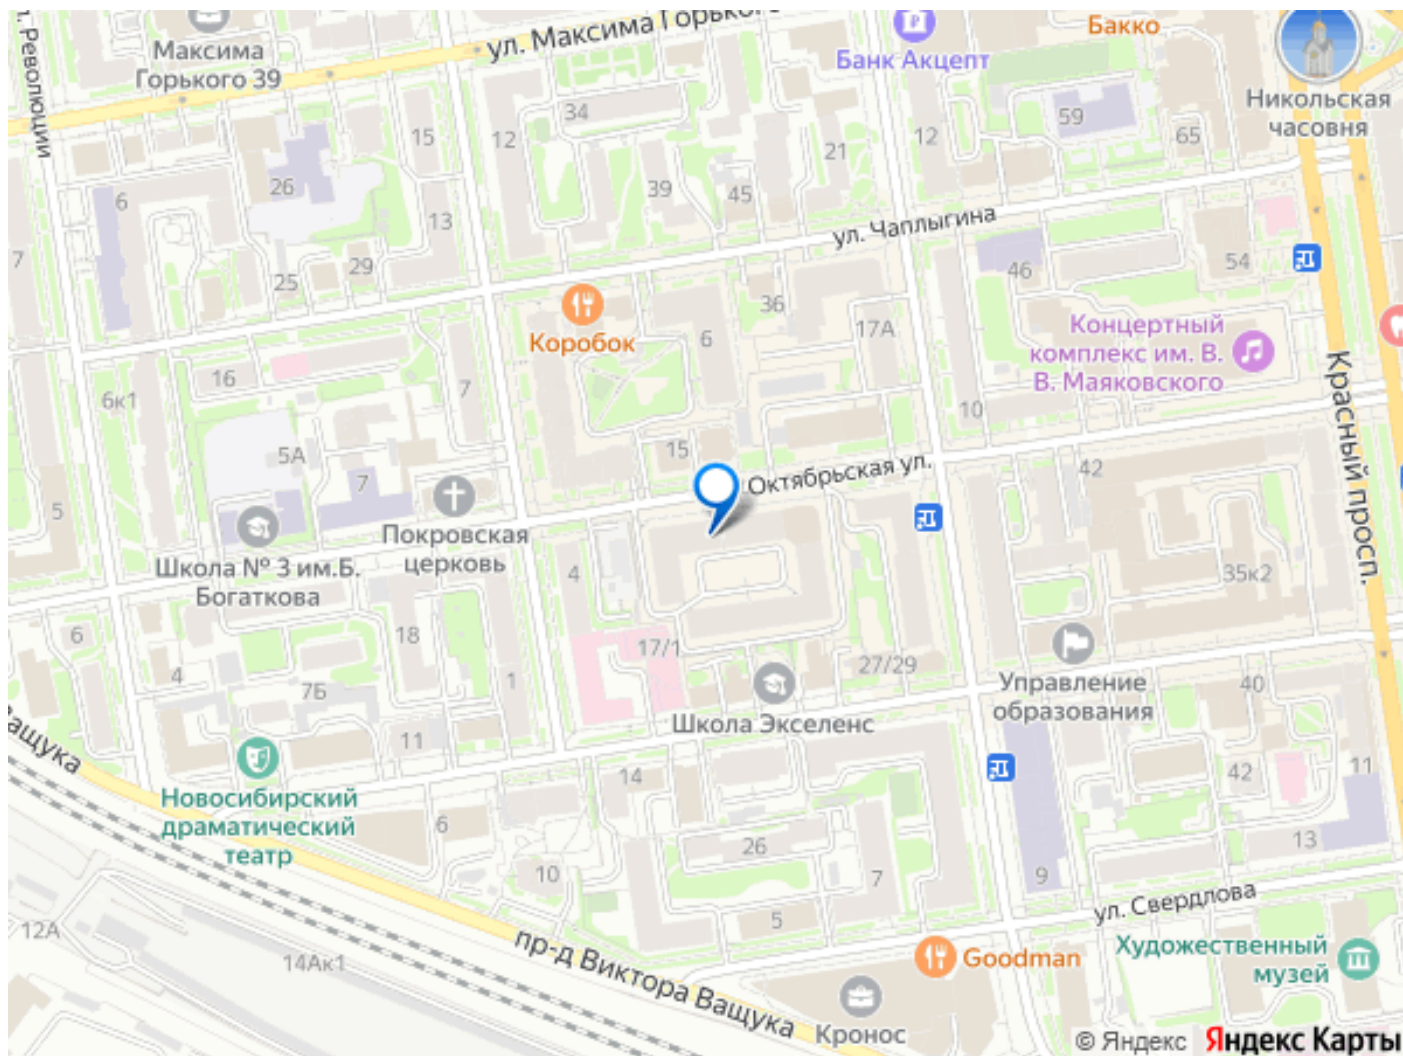 ул. Революции
Максима
Горького 39
ул. Максима Горького
Банк Акцепт
Бакко
Никольская
часовня
15
12
34
39
45
21
12
59
65
6
26
13
25
29
7
ул. Чаплыгина
46
54
36
17А
6
Коробок
Концертный
комплекс им. В.
В. Маяковского
Красный просп.
16
6к1
7
5А
7
15
10
Октябрьская ул.
42
5
Покровская
церковь
Школа № 3 им.Б.
Богаткова
4
35к2
6
18
17/1
4
7Б
1
27/29
Школа Экселенс
Управление
образования
40
11
Ващука
Новосибирский
драматический
театр
14
42
11
6
26
13
10
7
9
5
ул. Свердлова
12А
14Ак1
пр-д Виктора Ващука
Goodman
Художественный
музей
Кронос
© Яндекс Яндекс Карты